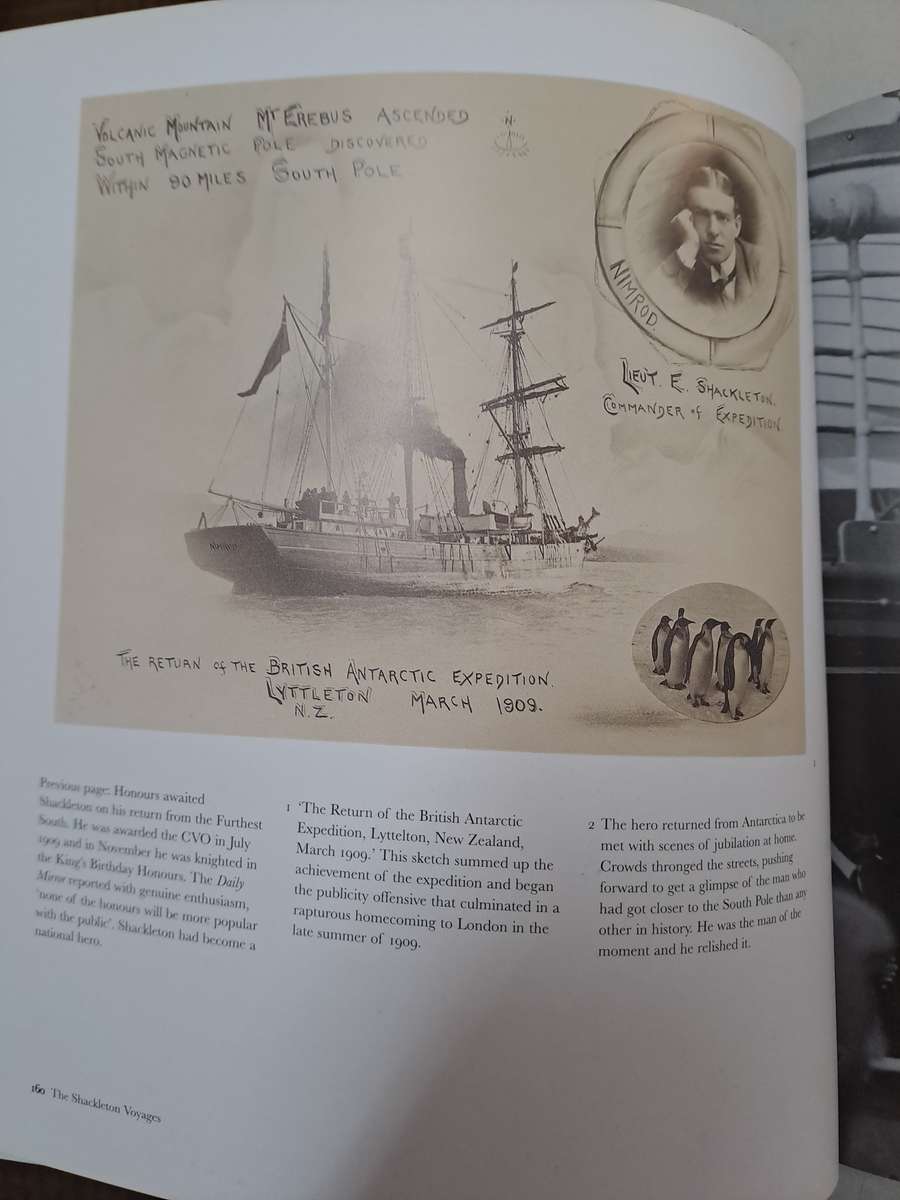 VOLCANIC MOUNTAIN MT EREBUS ASCENDED
SOUTH MAGNETIC POLE DISCOVERED
WITHIN 90 MILES SOUTH POLE
N
NIMROD.
LIEUT. E. SHACKLETON.
COMMANDER of EXPEDITION
NIMROD
THE RETURN of THE BRITISH ANTARCTIC EXPEDITION.
LYTTLETON MARCH 1909.
N.Z.
1
Previous page: Honours awaited
Shackleton on his return from the Furthest
South. He was awarded the CVO in July
1909 and in November he was knighted in
the King's Birthday Honours. The Daily
Mirror reported with genuine enthusiasm,
'none of the honours will be more popular
with the public'. Shackleton had become a
national hero.
1 'The Return of the British Antarctic
Expedition, Lyttelton, New Zealand,
March 1909.' This sketch summed up the
achievement of the expedition and began
the publicity offensive that culminated in a
rapturous homecoming to London in the
late summer of 1909.
2 The hero returned from Antarctica to be
met with scenes of jubilation at home.
Crowds thronged the streets, pushing
forward to get a glimpse of the man who
had got closer to the South Pole than any
other in history. He was the man of the
moment and he relished it.
160 The Shackleton Voyages